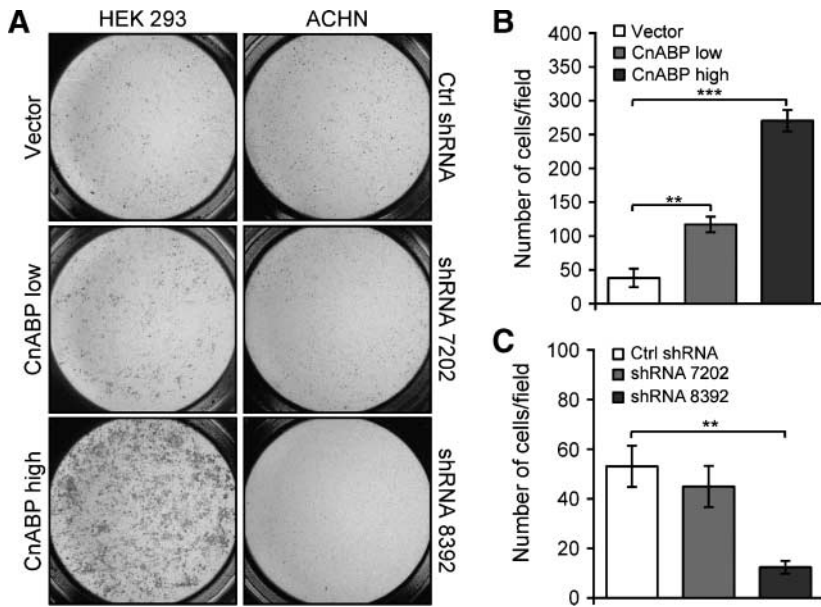 A
HEK 293
ACHN
Vector
Ctrl shRNA
CnABP low
shRNA 7202
CnABP high
shRNA 8392
B
Number of cells/field
400
350
300
250
200
150
100
50
0
Vector
CnABP low
CnABP high
***
**
C
Number of cells/field
100
80
60
40
20
0
Ctrl shRNA
shRNA 7202
shRNA 8392
**